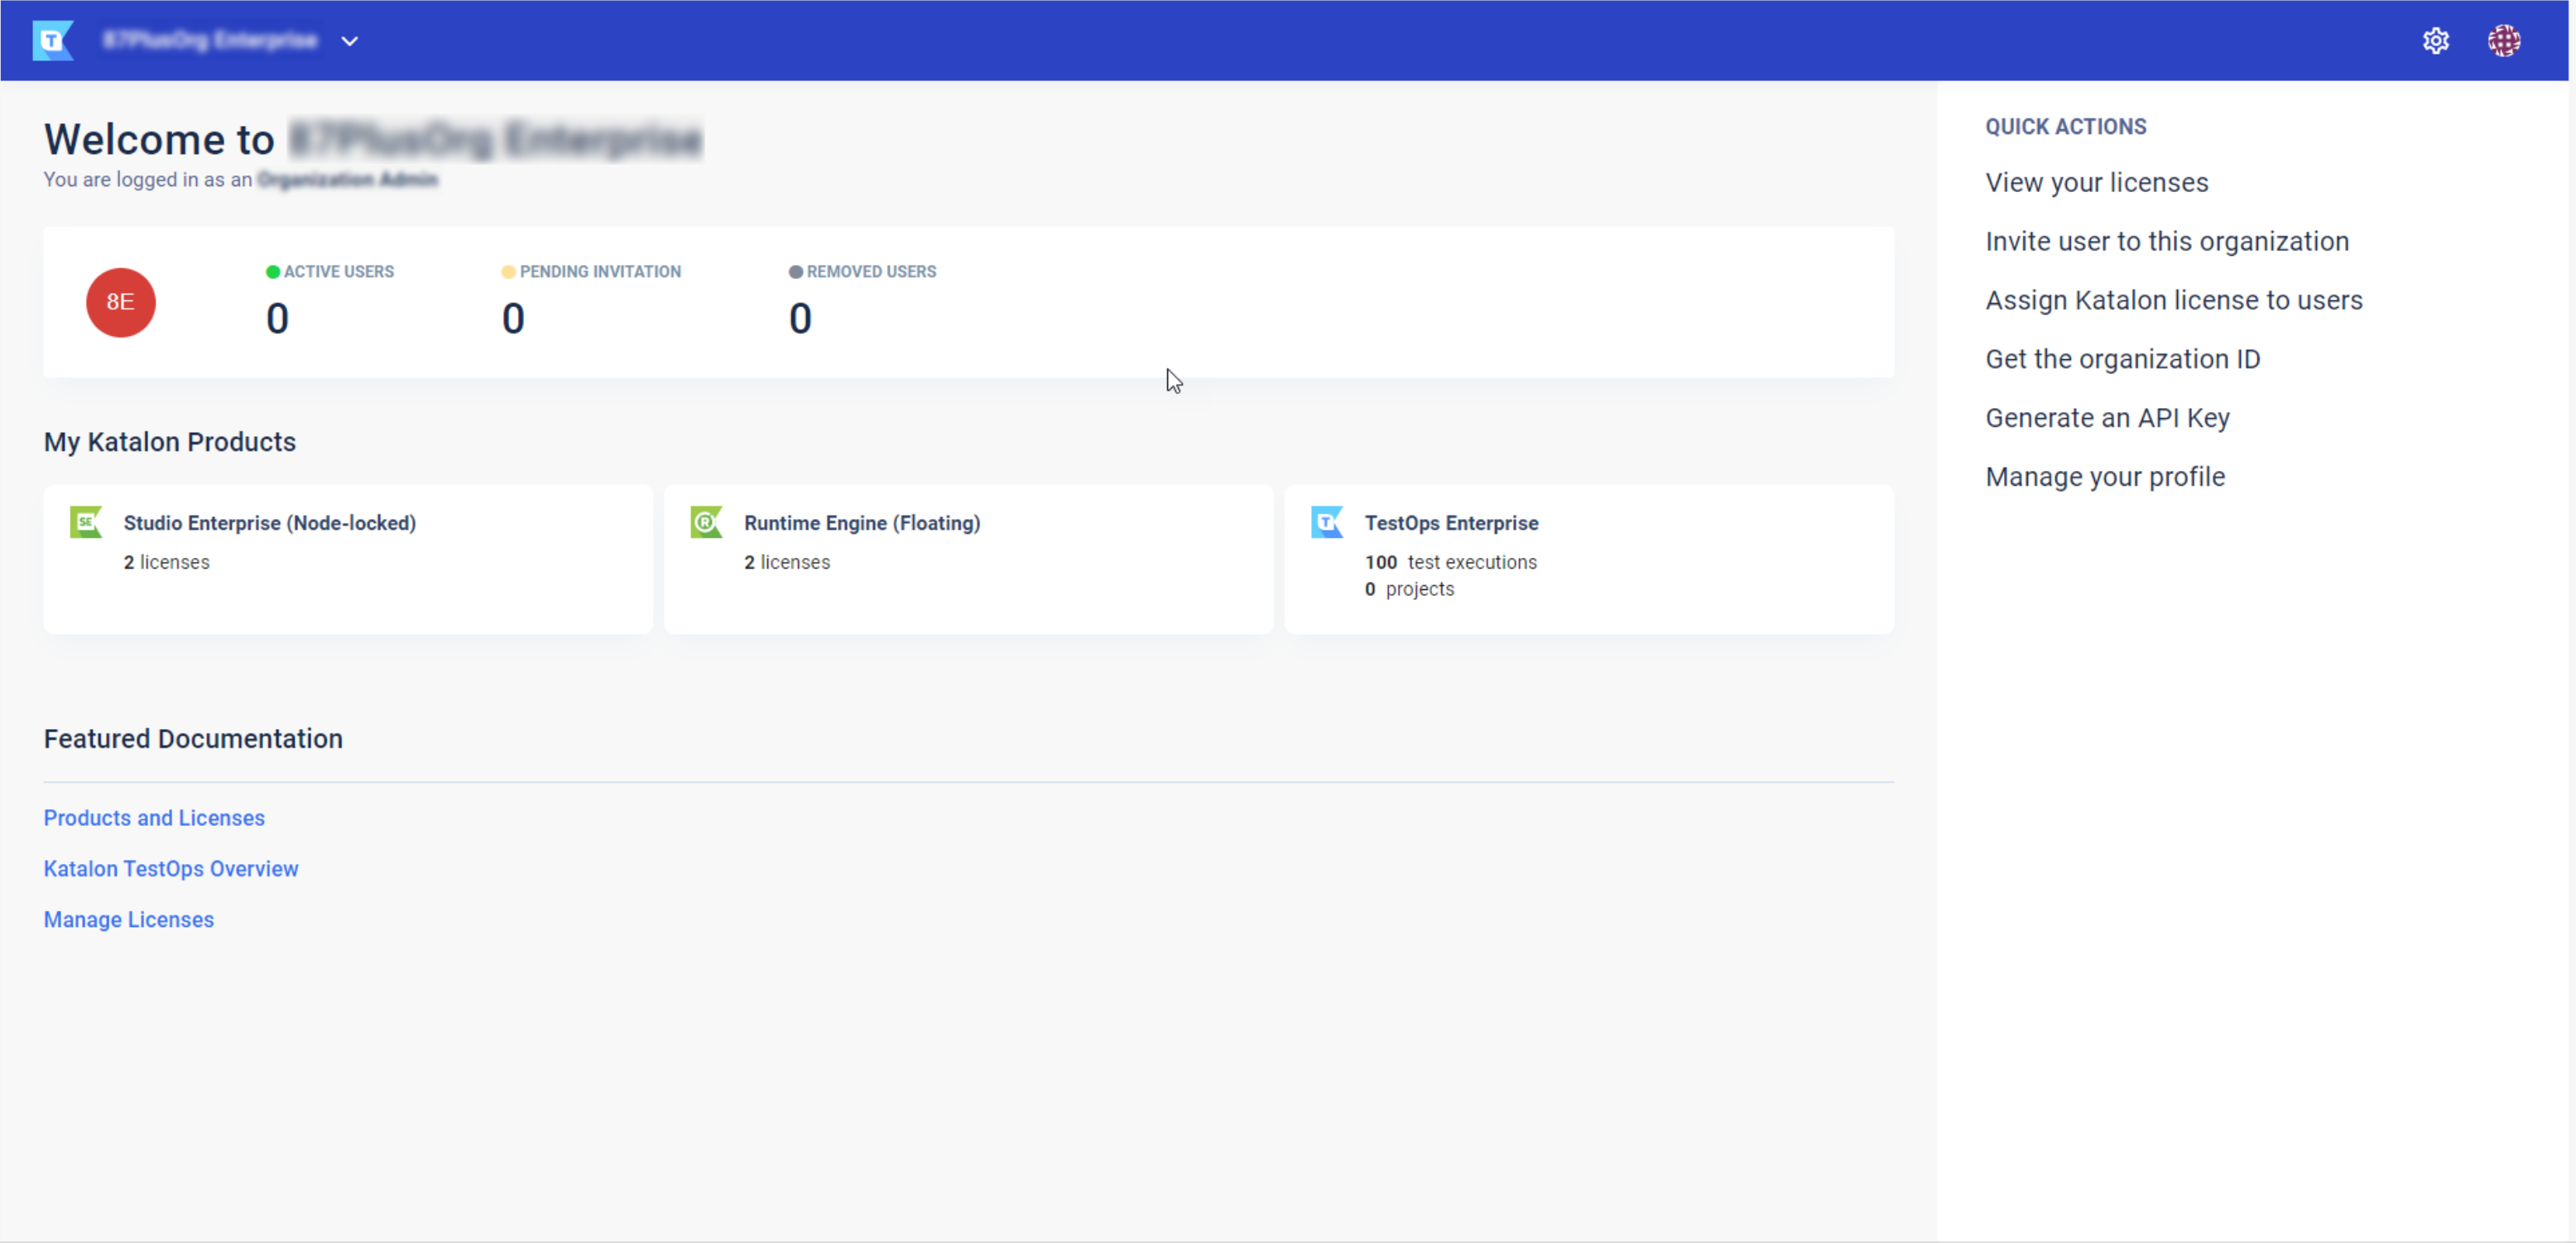 Welcome to
You are logged in as an
8E
ACTIVE USERS
0
PENDING INVITATION
0
REMOVED USERS
0
My Katalon Products
SE
Studio Enterprise (Node-locked)
2 licenses
R
Runtime Engine (Floating)
2 licenses
T
TestOps Enterprise
100 test executions
0 projects
Featured Documentation
Products and Licenses
Katalon TestOps Overview
Manage Licenses
QUICK ACTIONS
View your licenses
Invite user to this organization
Assign Katalon license to users
Get the organization ID
Generate an API Key
Manage your profile